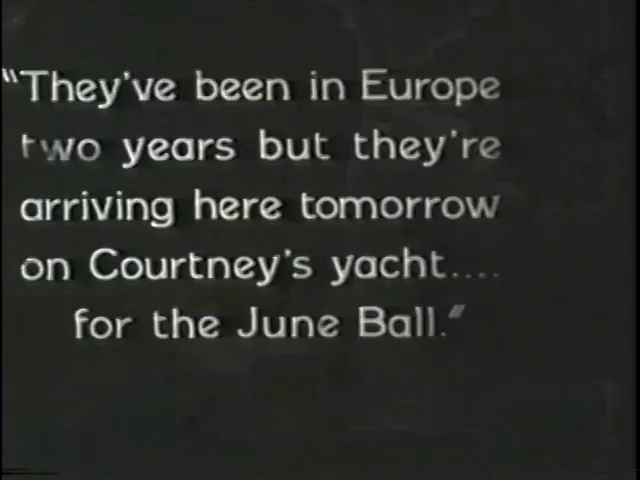 "They've been in Europe
two years but they're
arriving here tomorrow
on Courtney's yacht....
for the June Ball."